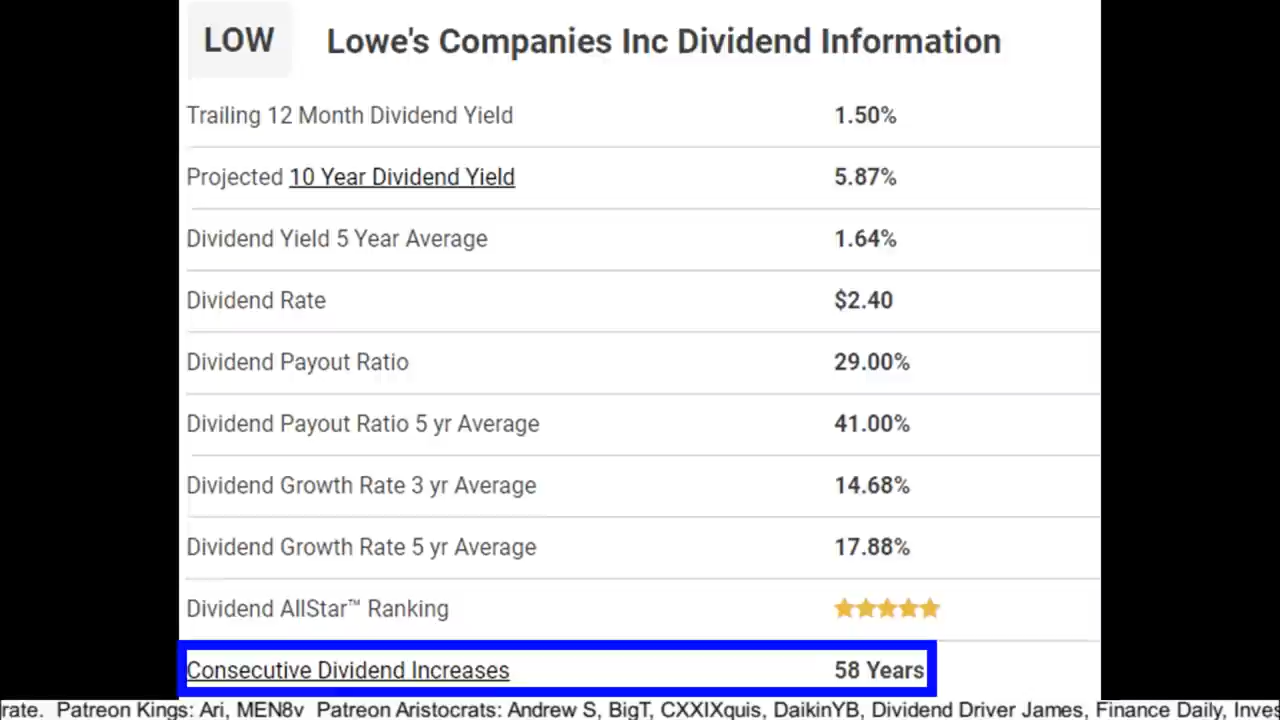 LOW Lowe's Companies Inc Dividend Information
Trailing 12 Month Dividend Yield 1.50%
Projected 10 Year Dividend Yield 5.87%
Dividend Yield 5 Year Average 1.64%
Dividend Rate $2.40
Dividend Payout Ratio 29.00%
Dividend Payout Ratio 5 yr Average 41.00%
Dividend Growth Rate 3 yr Average 14.68%
Dividend Growth Rate 5 yr Average 17.88%
Dividend AllStar™ Ranking
Consecutive Dividend Increases 58 Years
rate. Patreon Kings: Ari, MEN8v Patreon Aristocrats: Andrew S, BigT, CXXIXquis, DaikinYB, Dividend Driver James, Finance Daily, Inves